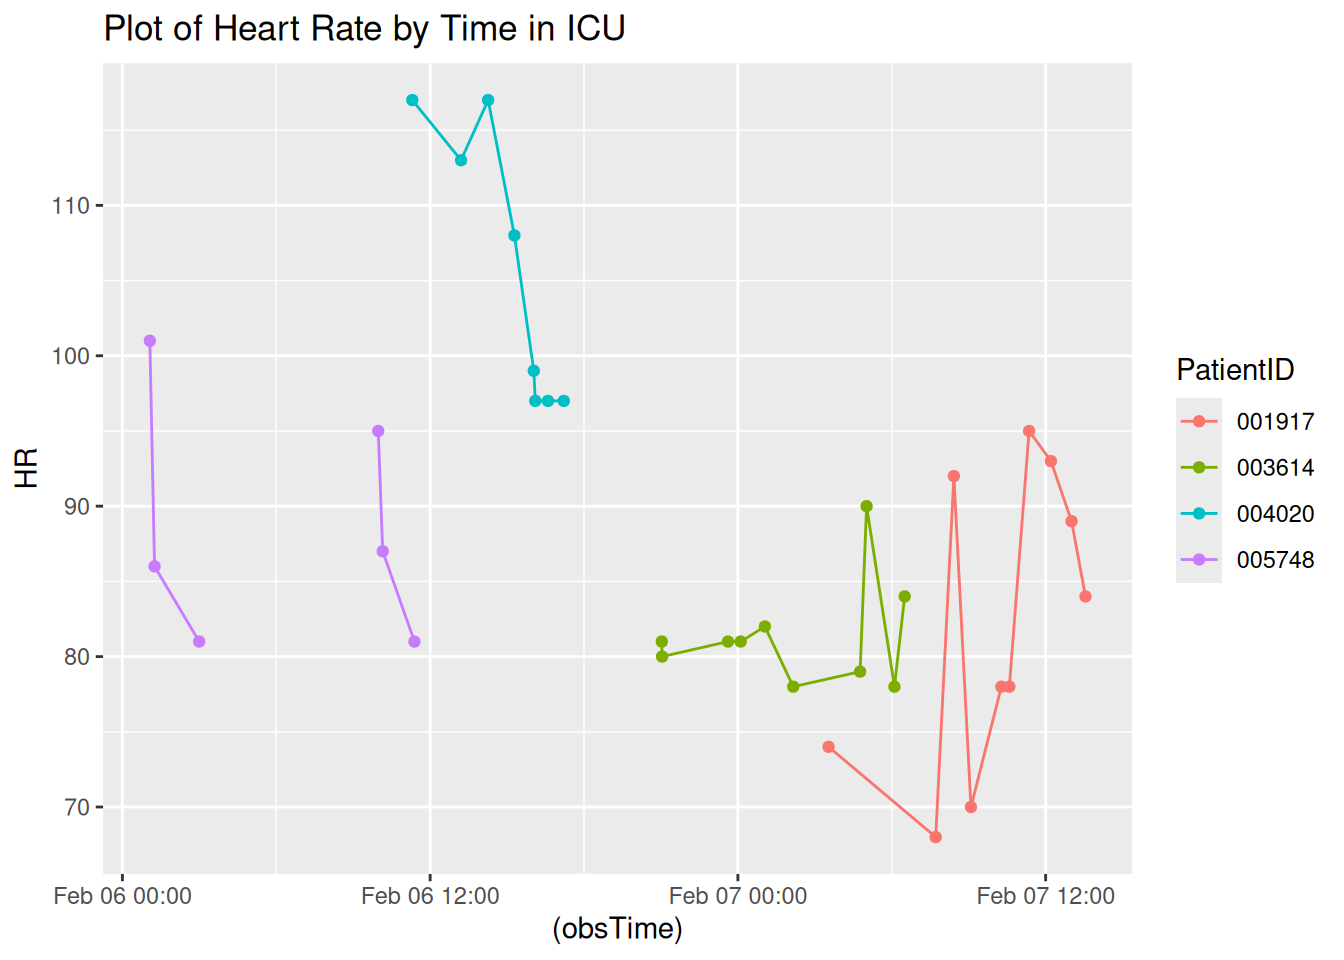 Plot of Heart Rate by Time in ICU
110
100
90
80
70
HR
Feb 06 00:00
Feb 06 12:00
Feb 07 00:00
Feb 07 12:00
(obsTime)
PatientID
001917
003614
004020
005748